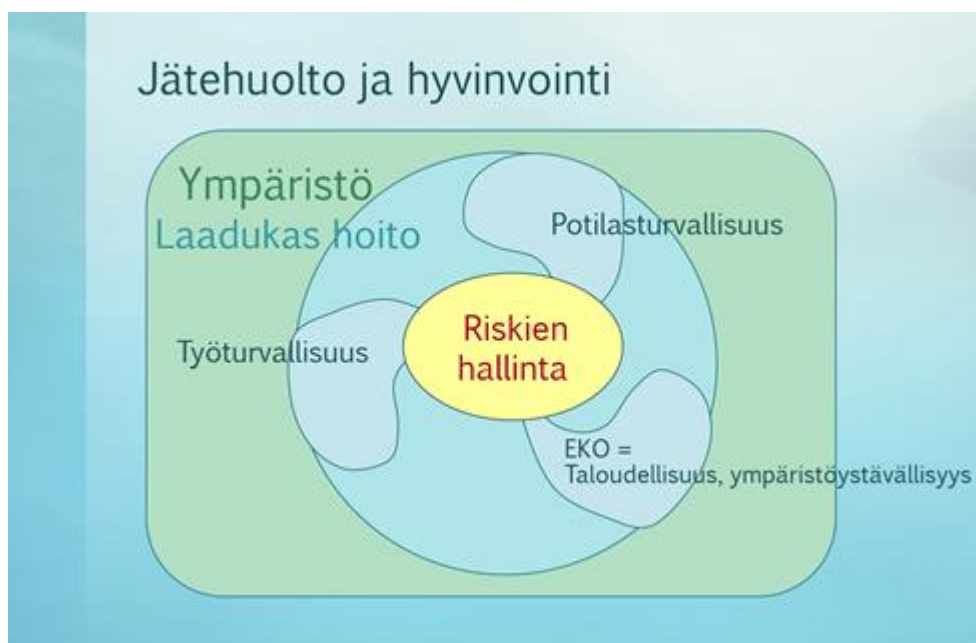 Jätehuolto ja hyvinvointi
Ympäristö
Laadukas hoito
Potilasturvallisuus
Työturvallisuus
Riskien
hallinta
EKO =
Taloudellisuus, ympäristöystävällisyys